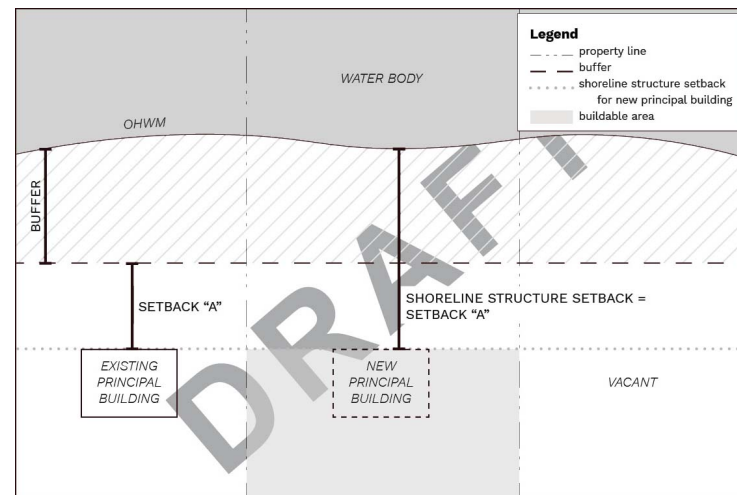 Legend
property line
buffer
shoreline structure setback
for new principal building
buildable area
WATER BODY
OHWM
BUFFER
SETBACK “A”
SHORELINE STRUCTURE SETBACK =
SETBACK “A”
EXISTING
PRINCIPAL
BUILDING
NEW
PRINCIPAL
BUILDING
VACANT
DRAFT